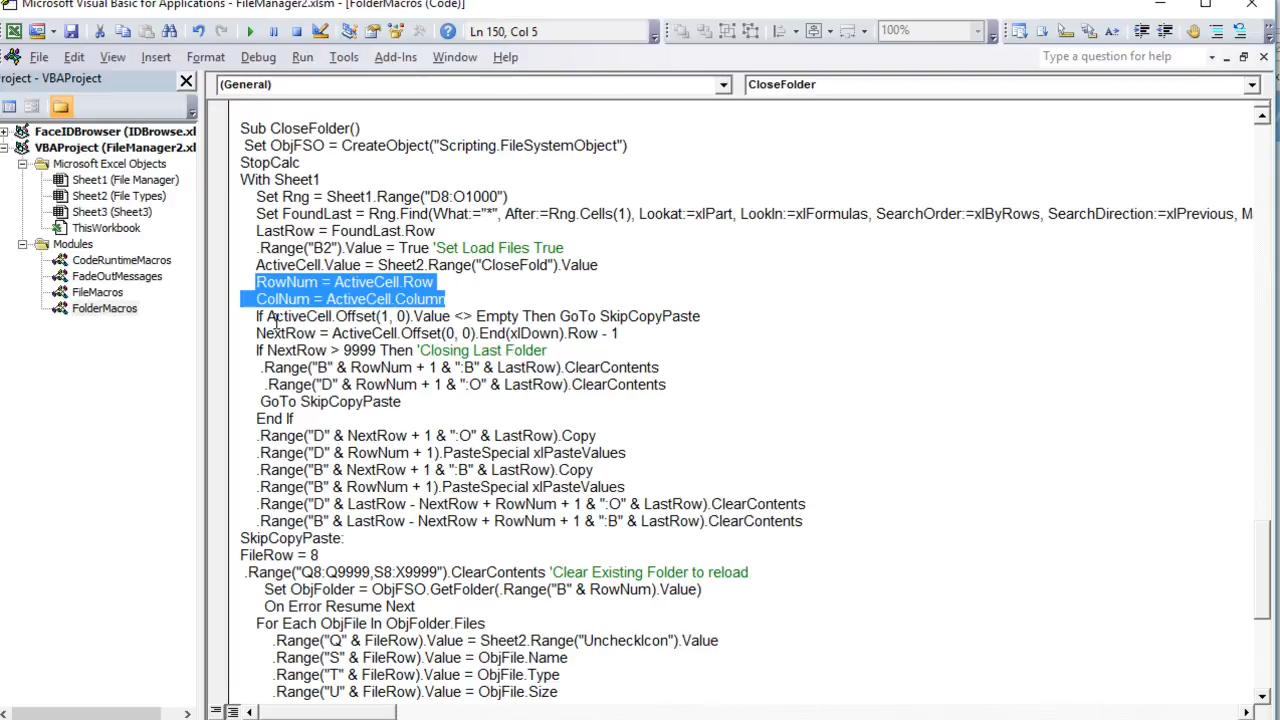 Microsoft Visual Basic for Applications - FileManager2.xlsm - [FolderMacros (Code)]
Ln 150, Col 5
100%
File Edit View Insert Format Debug Run Tools Add-Ins Window Help
Type a question for help
Project - VBAProject
(General)
CloseFolder
FaceIDBrowser (IDBrowse.xl
VBAProject (FileManager2.xl
Microsoft Excel Objects
Sheet1 (File Manager)
Sheet2 (File Types)
Sheet3 (Sheet3)
ThisWorkbook
Modules
CodeRuntimeMacros
FadeOutMessages
FileMacros
FolderMacros
Sub CloseFolder()
Set ObjFSO = CreateObject("Scripting.FileSystemObject")
StopCalc
With Sheet1
Set Rng = Sheet1.Range("D8:O1000")
Set FoundLast = Rng.Find(What:="*", After:=Rng.Cells(1), Lookat:=xlPart, LookIn:=xlFormulas, SearchOrder:=xlByRows, SearchDirection:=xlPrevious, M
LastRow = FoundLast.Row
.Range("B2").Value = True 'Set Load Files True
ActiveCell.Value = Sheet2.Range("CloseFold").Value
RowNum = ActiveCell.Row
ColNum = ActiveCell.Column
If ActiveCell.Offset(1, 0).Value <> Empty Then GoTo SkipCopyPaste
NextRow = ActiveCell.Offset(0, 0).End(xlDown).Row - 1
If NextRow > 9999 Then 'Closing Last Folder
.Range("B" & RowNum + 1 & ":B" & LastRow).ClearContents
.Range("D" & RowNum + 1 & ":O" & LastRow).ClearContents
GoTo SkipCopyPaste
End If
.Range("D" & NextRow + 1 & ":O" & LastRow).Copy
.Range("D" & RowNum + 1).PasteSpecial xlPasteValues
.Range("B" & NextRow + 1 & ":B" & LastRow).Copy
.Range("B" & RowNum + 1).PasteSpecial xlPasteValues
.Range("D" & LastRow - NextRow + RowNum + 1 & ":O" & LastRow).ClearContents
.Range("B" & LastRow - NextRow + RowNum + 1 & ":B" & LastRow).ClearContents
SkipCopyPaste:
FileRow = 8
.Range("Q8:Q9999,S8:X9999").ClearContents 'Clear Existing Folder to reload
Set ObjFolder = ObjFSO.GetFolder(.Range("B" & RowNum).Value)
On Error Resume Next
For Each ObjFile In ObjFolder.Files
.Range("Q" & FileRow).Value = Sheet2.Range("UncheckIcon").Value
.Range("S" & FileRow).Value = ObjFile.Name
.Range("T" & FileRow).Value = ObjFile.Type
.Range("U" & FileRow).Value = ObjFile.Size